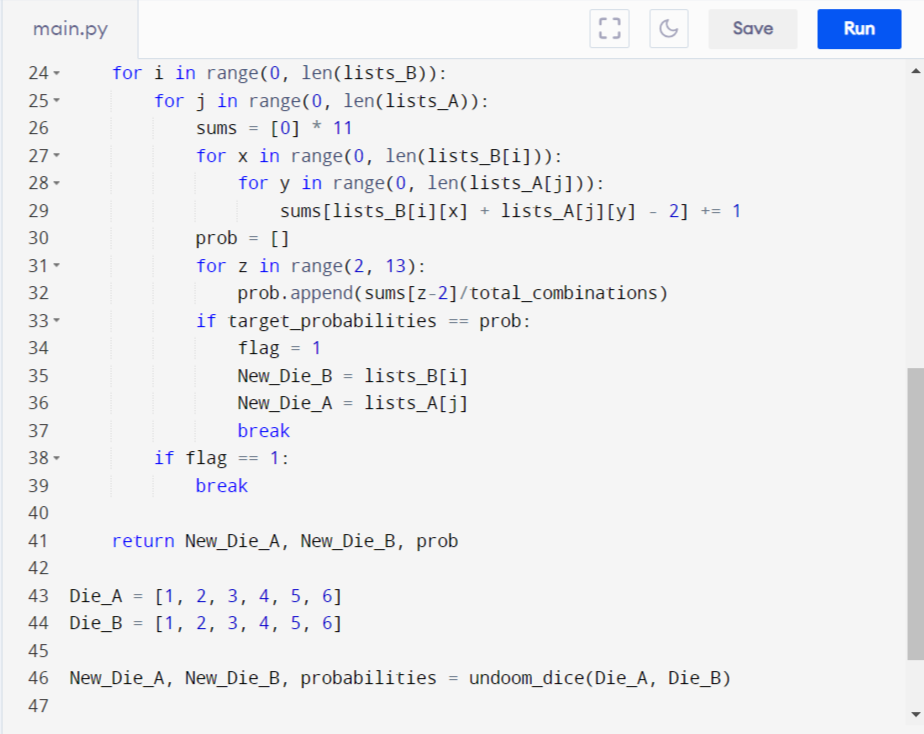 main.py
Save
Run
24 for i in range(0, len(lists_B)):
25 for j in range(0, len(lists_A)):
26 sums = [0] * 11
27 for x in range(0, len(lists_B[i])):
28 for y in range(0, len(lists_A[j])):
29 sums[lists_B[i][x] + lists_A[j][y] - 2] += 1
30 prob = []
31 for z in range(2, 13):
32 prob.append(sums[z-2]/total_combinations)
33 if target_probabilities == prob:
34 flag = 1
35 New_Die_B = lists_B[i]
36 New_Die_A = lists_A[j]
37 break
38 if flag == 1:
39 break
40
41 return New_Die_A, New_Die_B, prob
42
43 Die_A = [1, 2, 3, 4, 5, 6]
44 Die_B = [1, 2, 3, 4, 5, 6]
45
46 New_Die_A, New_Die_B, probabilities = undoom_dice(Die_A, Die_B)
47